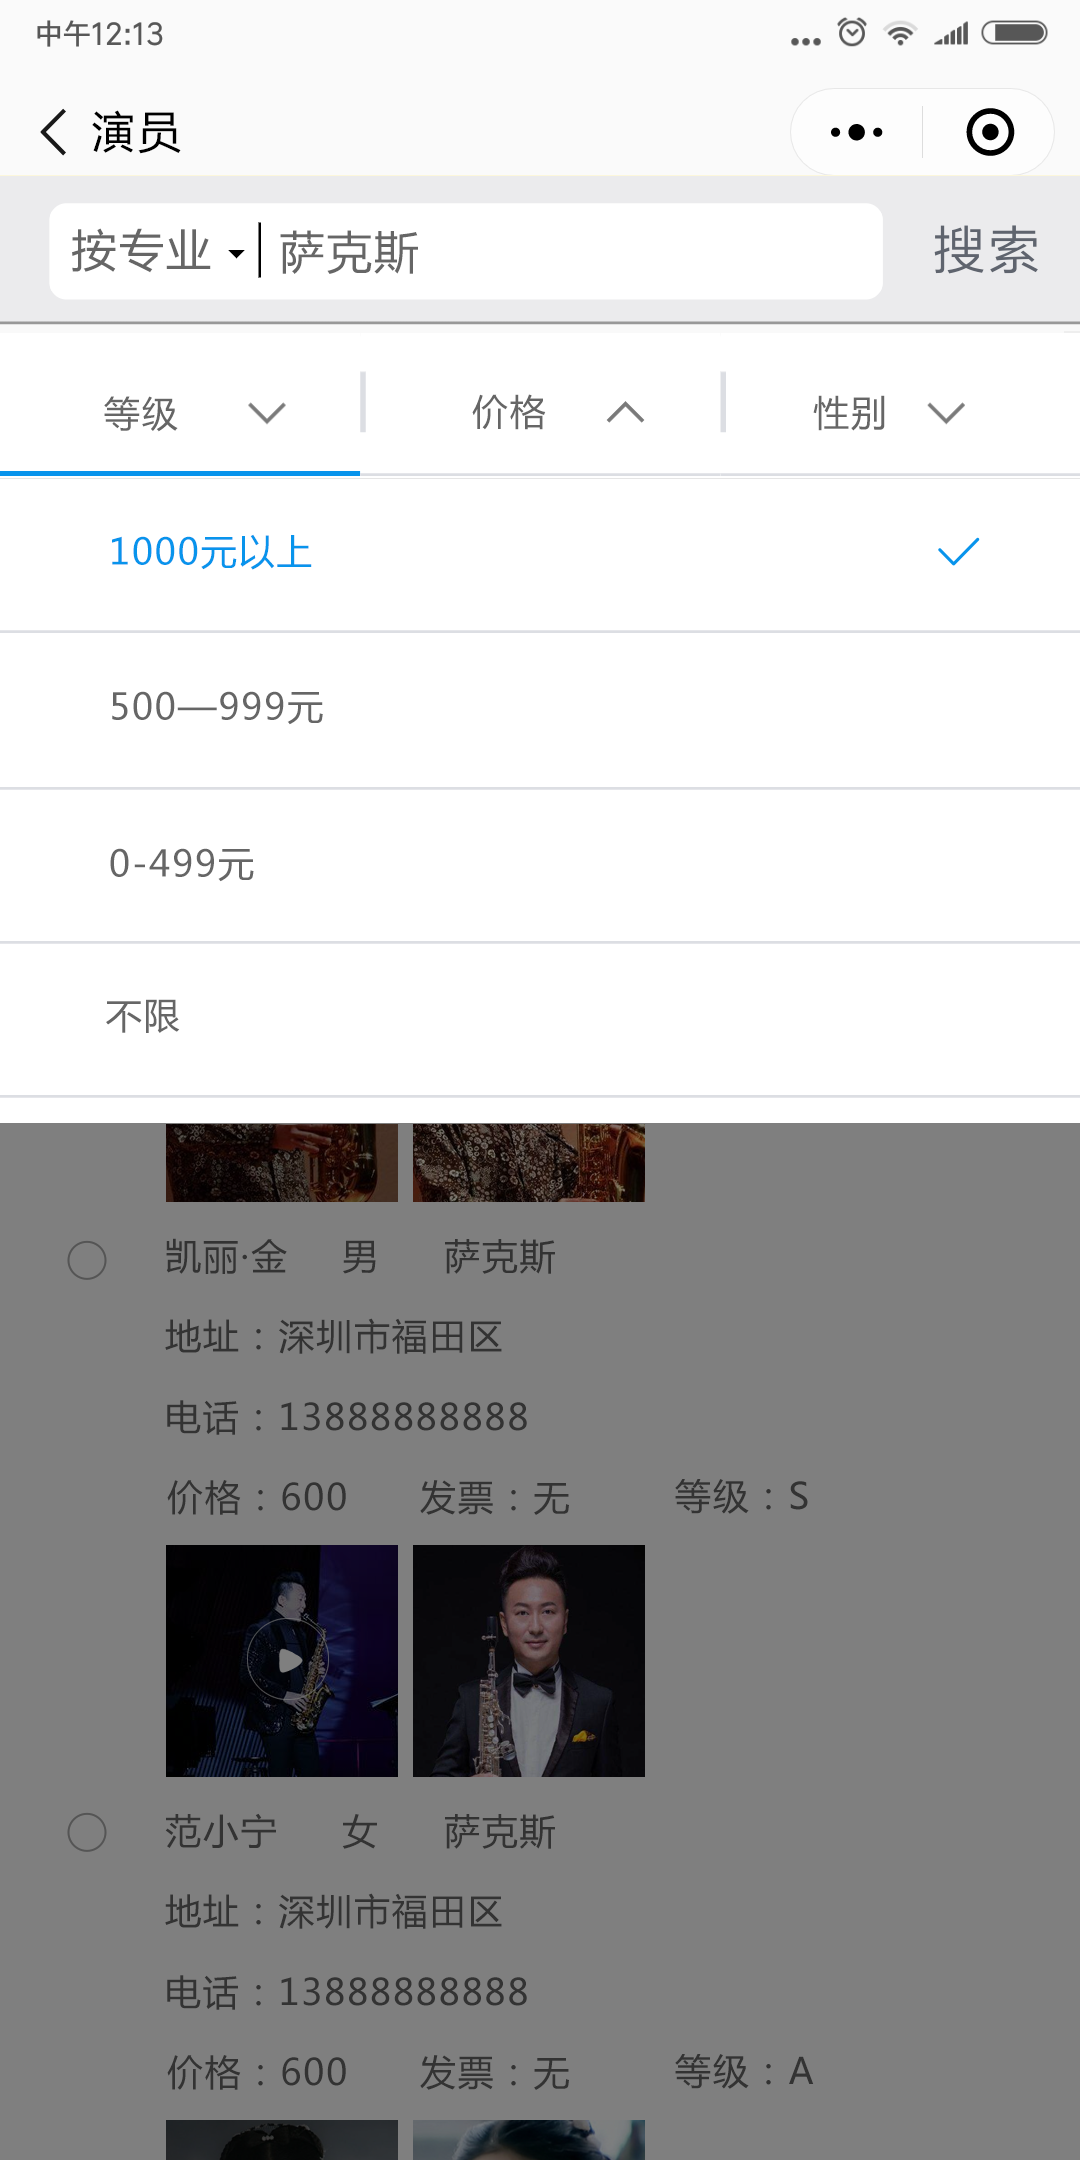 中午12:13
演员
按专业 萨克斯 搜索
等级 价格 性别
1000元以上
500—999元
0-499元
不限
凯丽·金 男 萨克斯
地址：深圳市福田区
电话：13888888888
价格：600 发票：无 等级：S
范小宁 女 萨克斯
地址：深圳市福田区
电话：13888888888
价格：600 发票：无 等级：A